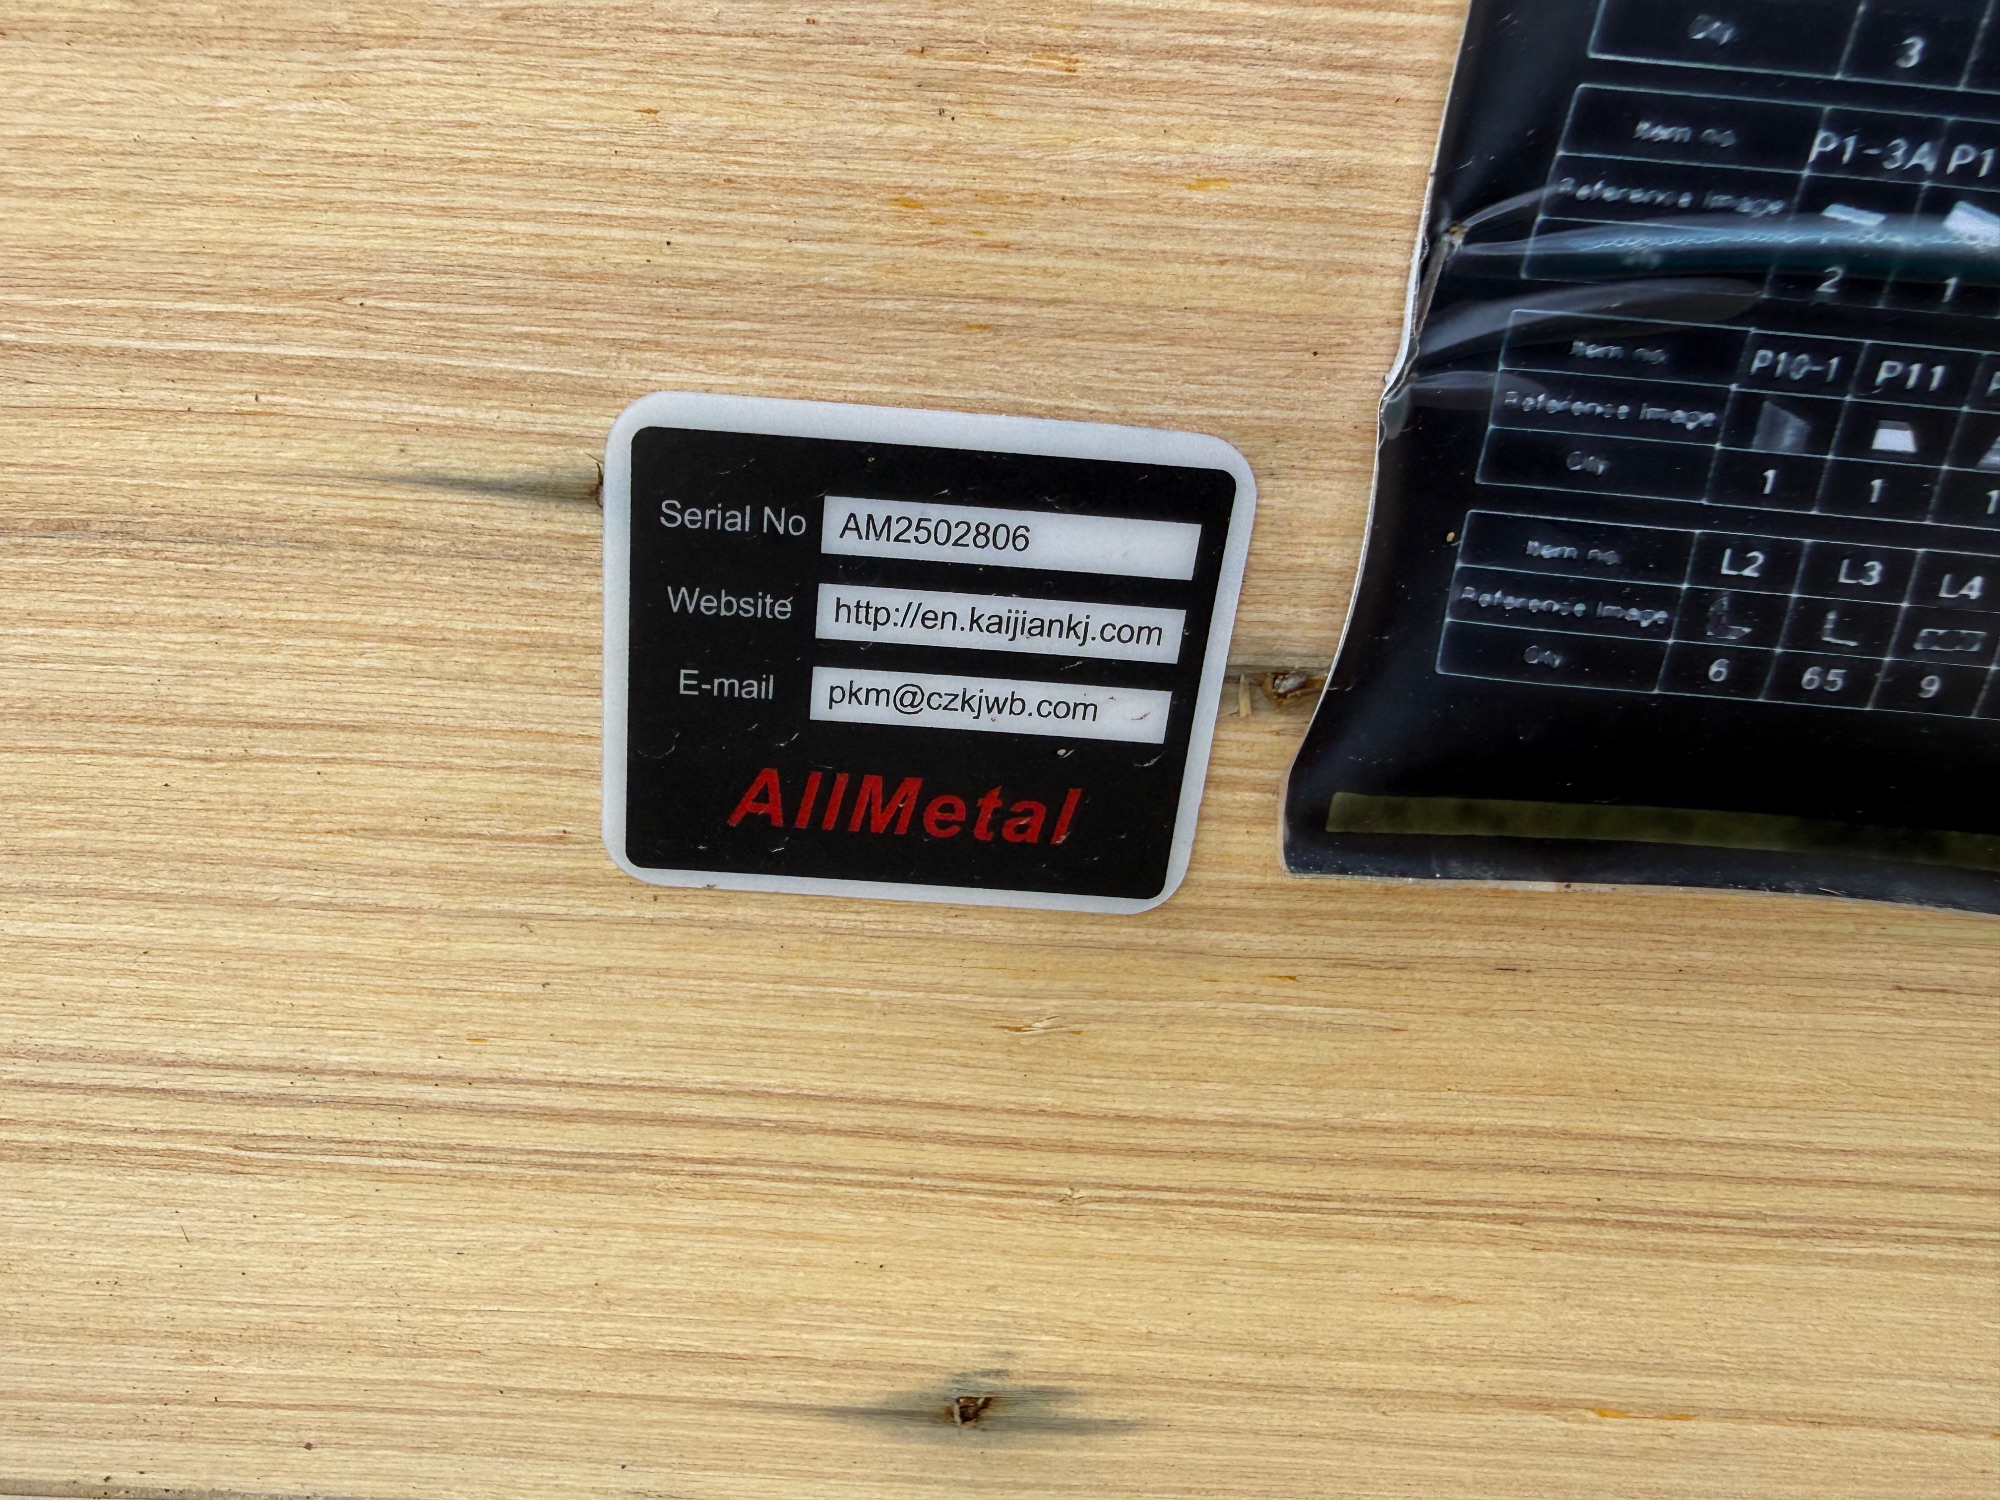 Serial No AM2502806
Website http://en.kaijiankj.com
E-mail pkm@czkjwb.com
AllMetal
Qty 3
Item no. P1-3A P1
Reference Image
2 1
Item no. P10-1 P11
Reference Image
Qty 1 1 1
Item no. L2 L3 L4
Reference Image
Qty 6 65 9